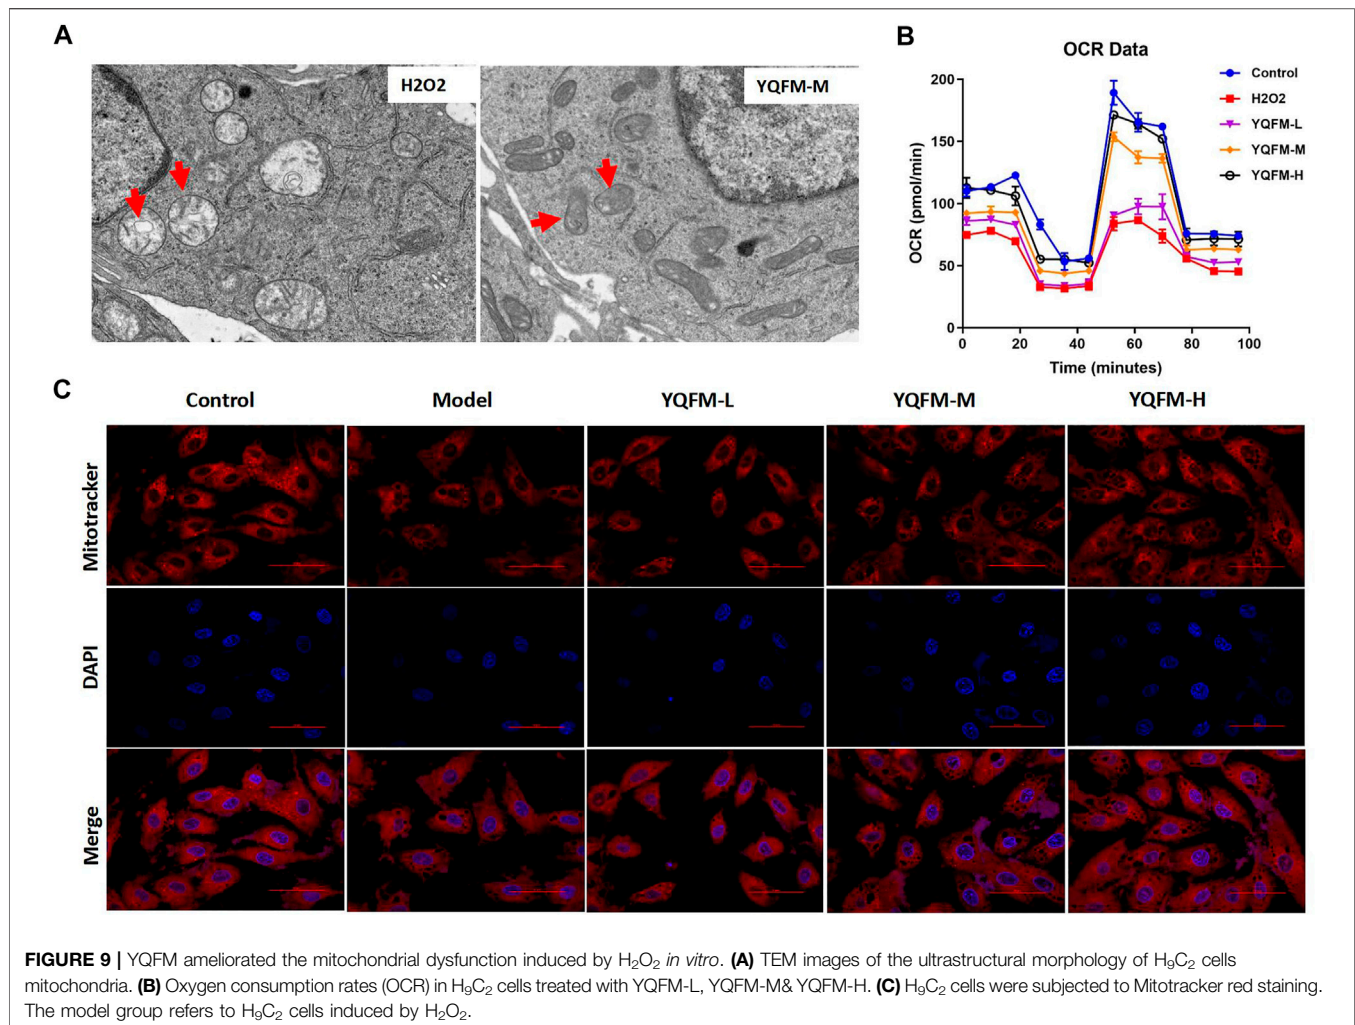 A
H2O2
YQFM-M
B
OCR Data
OCR (pmol/min)
200
150
100
50
0
0 20 40 60 80 100
Time (minutes)
Control
H2O2
YQFM-L
YQFM-M
YQFM-H
C
Control Model YQFM-L YQFM-M YQFM-H
Mitotracker
DAPI
Merge
FIGURE 9 | YQFM ameliorated the mitochondrial dysfunction induced by H₂O₂ in vitro. (A) TEM images of the ultrastructural morphology of H₉C₂ cells
mitochondria. (B) Oxygen consumption rates (OCR) in H₉C₂ cells treated with YQFM-L, YQFM-M& YQFM-H. (C) H₉C₂ cells were subjected to Mitotracker red staining.
The model group refers to H₉C₂ cells induced by H₂O₂.